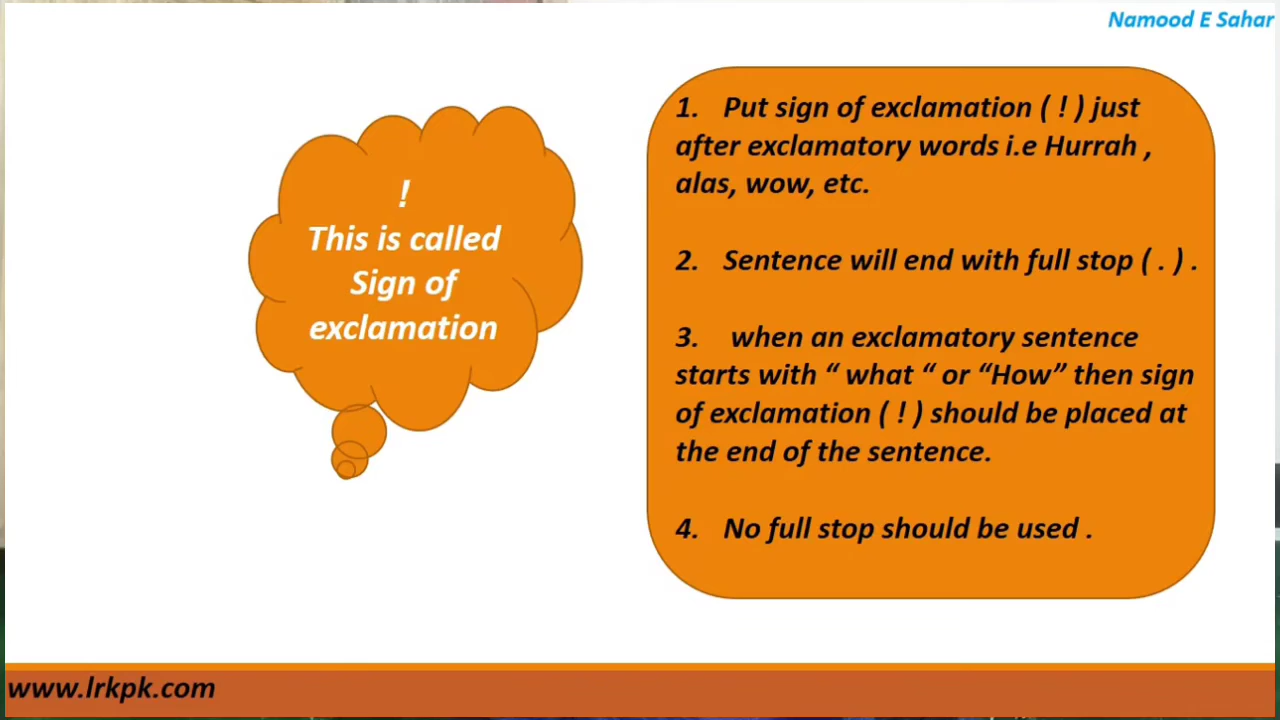 Namood E Sahar
!
This is called
Sign of
exclamation
1. Put sign of exclamation ( ! ) just
after exclamatory words i.e Hurrah ,
alas, wow, etc.
2. Sentence will end with full stop ( . ) .
3. when an exclamatory sentence
starts with “ what “ or “How” then sign
of exclamation ( ! ) should be placed at
the end of the sentence.
4. No full stop should be used .
www.lrkpk.com